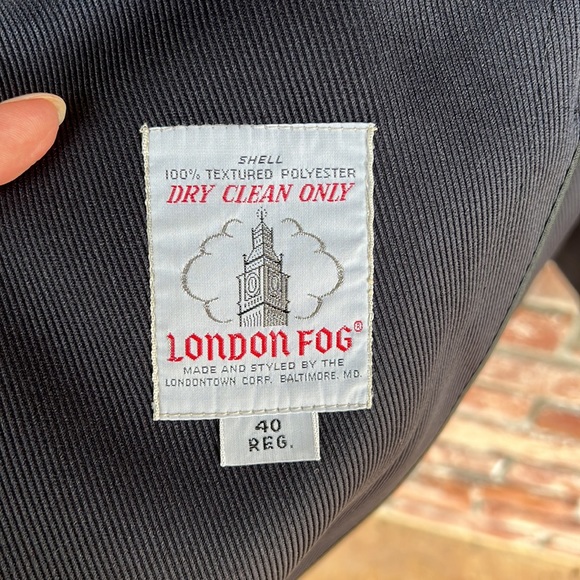 SHELL
100% TEXTURED POLYESTER
DRY CLEAN ONLY
LONDON FOG®
MADE AND STYLED BY THE
LONDONTOWN CORP. BALTIMORE, MD.
40
REG.